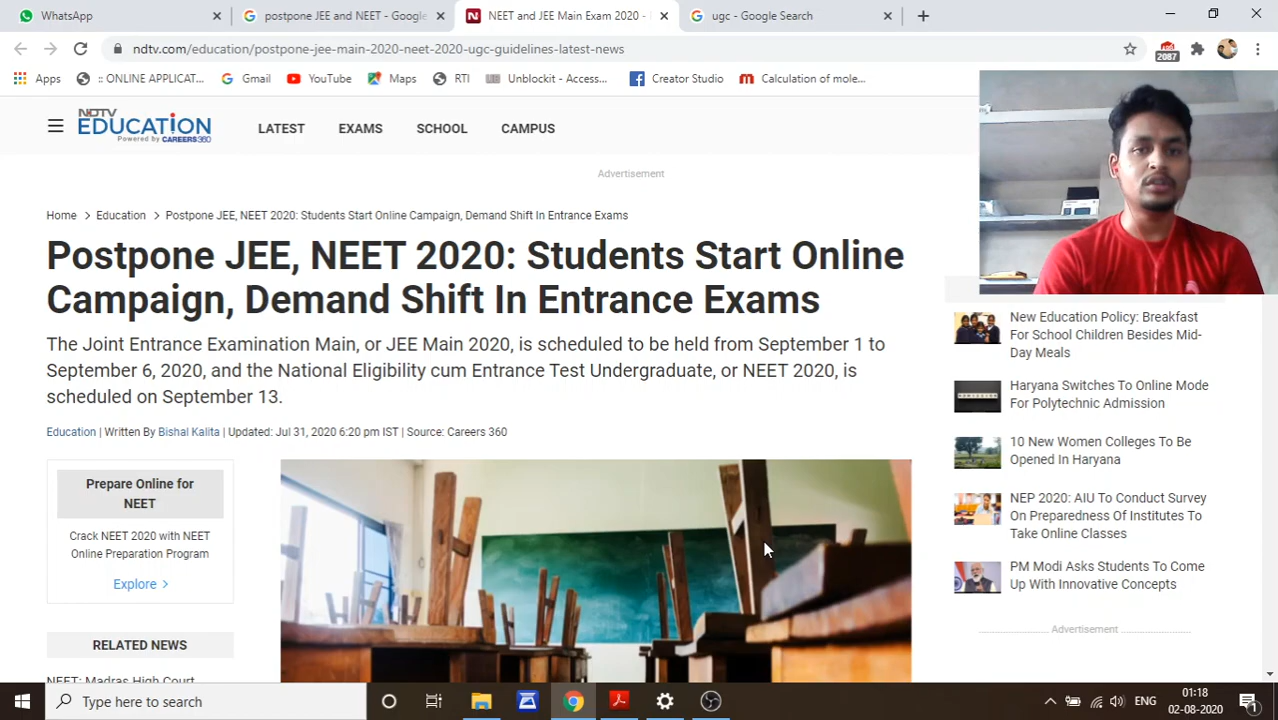 WhatsApp
postpone JEE and NEET - Google
NEET and JEE Main Exam 2020 -
ugc - Google Search
ndtv.com/education/postpone-jee-main-2020-neet-2020-ugc-guidelines-latest-news
2087
Apps
:: ONLINE APPLICAT...
Gmail
YouTube
Maps
RTI
Unblockit - Acces...
Creator Studio
Calculation of mole...
NDTV
EDUCATION
Powered by CAREERS360
LATEST
EXAMS
SCHOOL
CAMPUS
Advertisement
Home > Education > Postpone JEE, NEET 2020: Students Start Online Campaign, Demand Shift In Entrance Exams
Postpone JEE, NEET 2020: Students Start Online
Campaign, Demand Shift In Entrance Exams
The Joint Entrance Examination Main, or JEE Main 2020, is scheduled to be held from September 1 to
September 6, 2020, and the National Eligibility cum Entrance Test Undergraduate, or NEET 2020, is
scheduled on September 13.
Education | Written By Bishal Kalita | Updated: Jul 31, 2020 6:20 pm IST | Source: Careers 360
Prepare Online for
NEET
Crack NEET 2020 with NEET
Online Preparation Program
Explore >
RELATED NEWS
NEET: Madras High Court
New Education Policy: Breakfast
For School Children Besides Mid-
Day Meals
Haryana Switches To Online Mode
For Polytechnic Admission
10 New Women Colleges To Be
Opened In Haryana
NEP 2020: AIU To Conduct Survey
On Preparedness Of Institutes To
Take Online Classes
PM Modi Asks Students To Come
Up With Innovative Concepts
Advertisement
Type here to search
ENG
01:18
02-08-2020
1